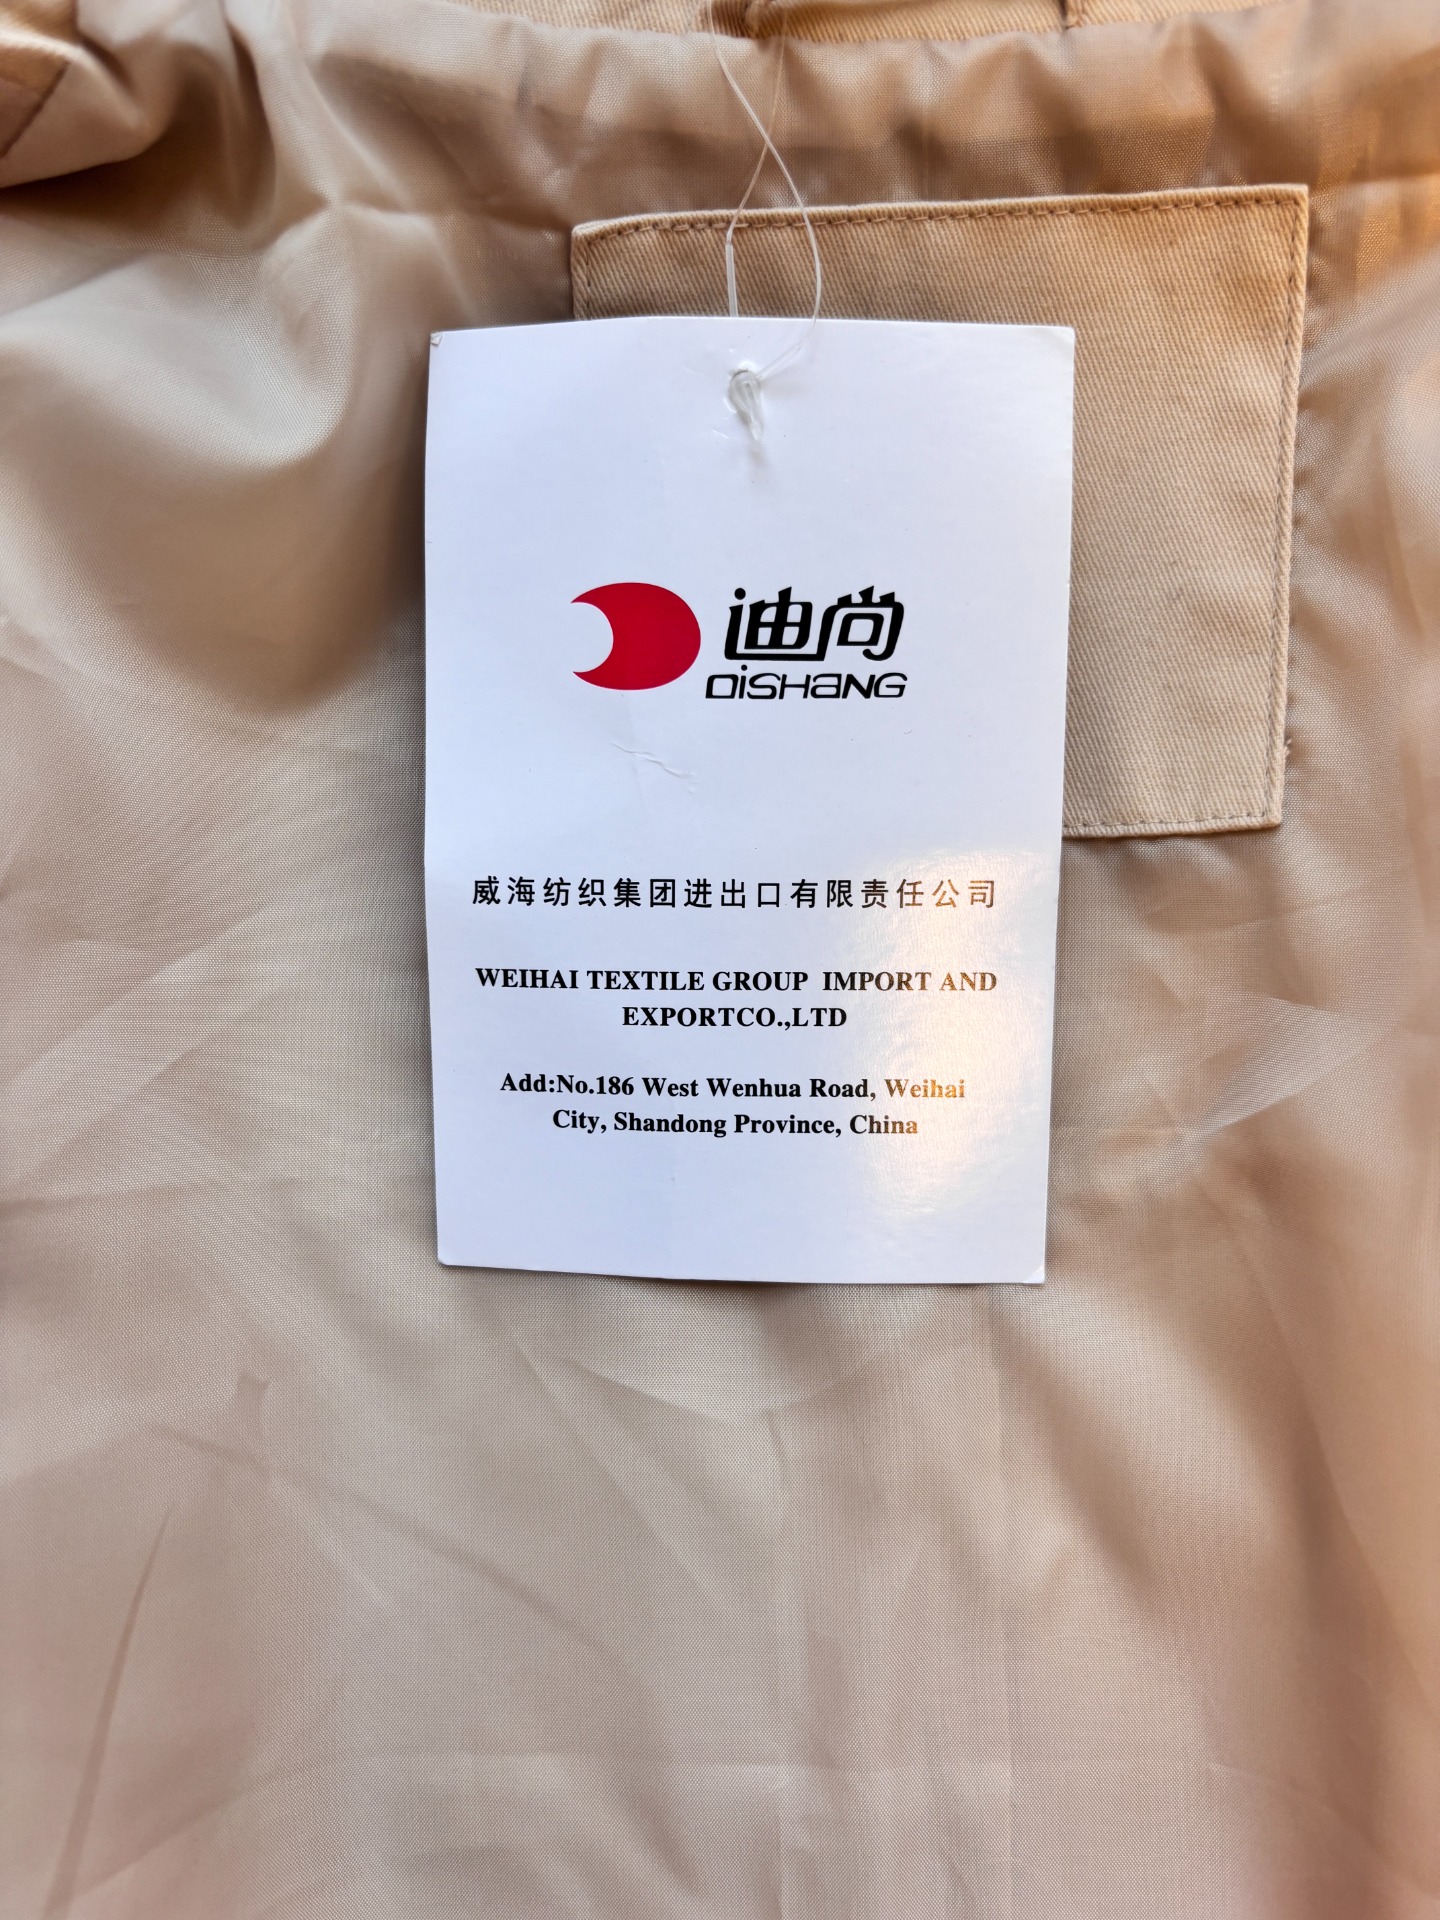 迪尚
DiSHANG
威海纺织集团进出口有限责任公司
WEIHAI TEXTILE GROUP IMPORT AND
EXPORTCO.,LTD
Add:No.186 West Wenhua Road, Weihai
City, Shandong Province, China